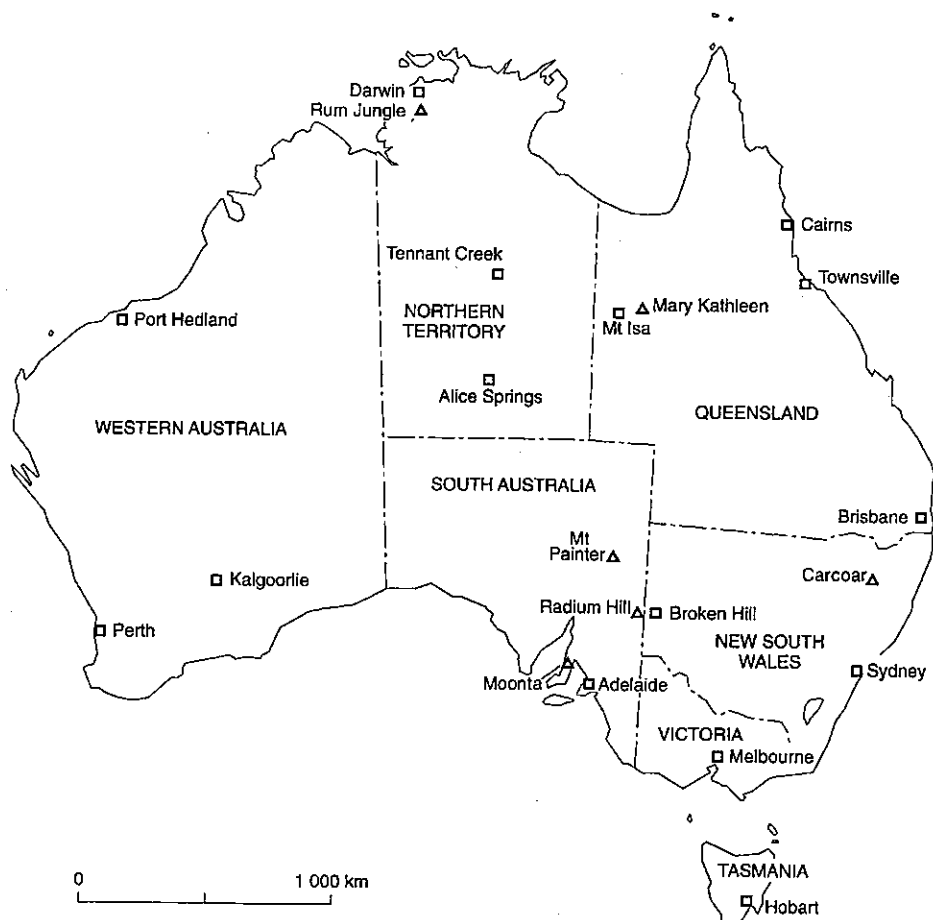 Darwin
Rum Jungle
Cairns
Tennant Creek
Townsville
Port Hedland
NORTHERN
TERRITORY
Mary Kathleen
Mt Isa
Alice Springs
WESTERN AUSTRALIA
QUEENSLAND
SOUTH AUSTRALIA
Brisbane
Mt
Painter
Kalgoorlie
Carcoar
Radium Hill
Broken Hill
Perth
NEW SOUTH
WALES
Moonta
Adelaide
Sydney
VICTORIA
Melbourne
TASMANIA
0 1 000 km
Hobart